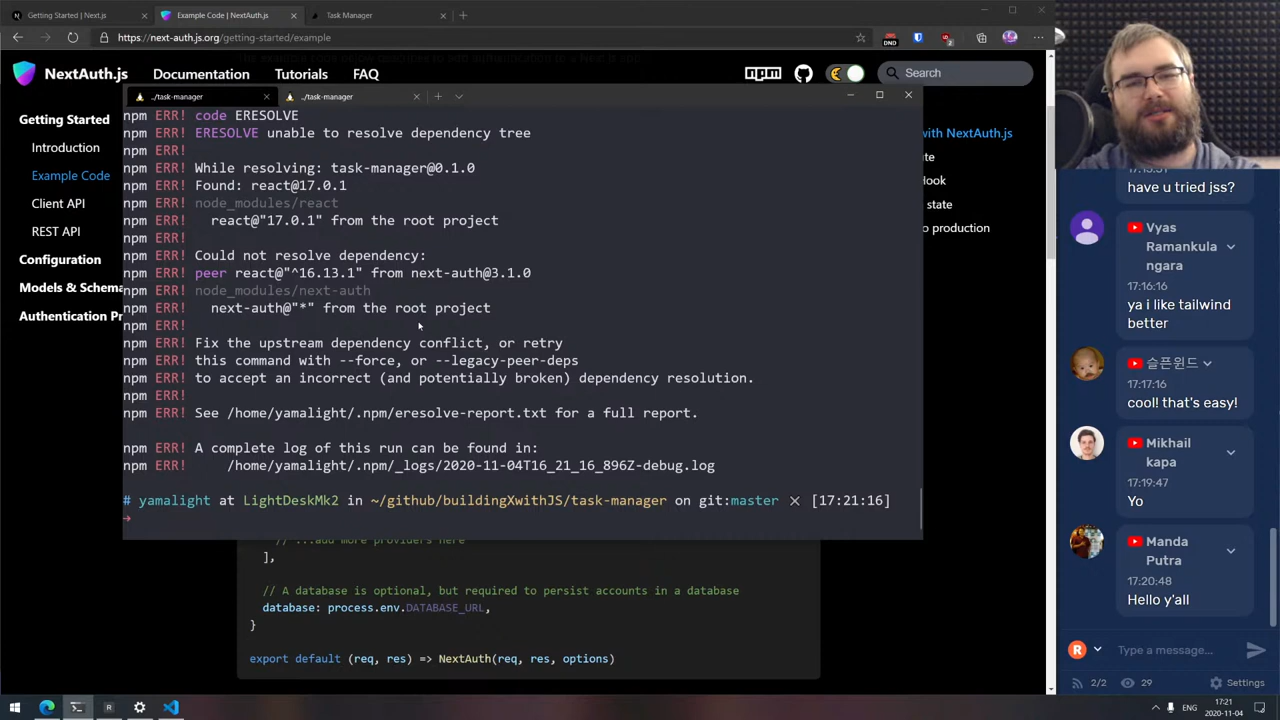 Getting Started | Next.js
Example Code | NextAuth.js
Task Manager
https://next-auth.js.org/getting-started/example
DND
2
NextAuth.js
Documentation
Tutorials
FAQ
npm
Search
Getting Started
Introduction
Example Code
Client API
REST API
Configuration
Models & Schema
Authentication Pr
../task-manager
../task-manager
npm ERR! code ERESOLVE
npm ERR! ERESOLVE unable to resolve dependency tree
npm ERR!
npm ERR! While resolving: task-manager@0.1.0
npm ERR! Found: react@17.0.1
npm ERR! node_modules/react
npm ERR!   react@"17.0.1" from the root project
npm ERR!
npm ERR! Could not resolve dependency:
npm ERR! peer react@"^16.13.1" from next-auth@3.1.0
npm ERR! node_modules/next-auth
npm ERR!   next-auth@"*" from the root project
npm ERR!
npm ERR! Fix the upstream dependency conflict, or retry
npm ERR! this command with --force, or --legacy-peer-deps
npm ERR! to accept an incorrect (and potentially broken) dependency resolution.
npm ERR!
npm ERR! See /home/yamalight/.npm/eresolve-report.txt for a full report.
npm ERR! A complete log of this run can be found in:
npm ERR!     /home/yamalight/.npm/_logs/2020-11-04T16_21_16_896Z-debug.log
# yamalight at LightDeskMk2 in ~/github/buildingXwithJS/task-manager on git:master × [17:21:16]
→
// ...add more providers here
],
// A database is optional, but required to persist accounts in a database
database: process.env.DATABASE_URL,
}
export default (req, res) => NextAuth(req, res, options)
with NextAuth.js
te
Hook
state
o production
have u tried jss?
Vyas
Ramankula
ngara
17:16:16
ya i like tailwind
better
슬픈윈드
17:17:16
cool! that's easy!
Mikhail
kapa
17:19:47
Yo
Manda
Putra
17:20:48
Hello y'all
R
Type a message...
2/2
29
Settings
ENG
17:21
2020-11-04